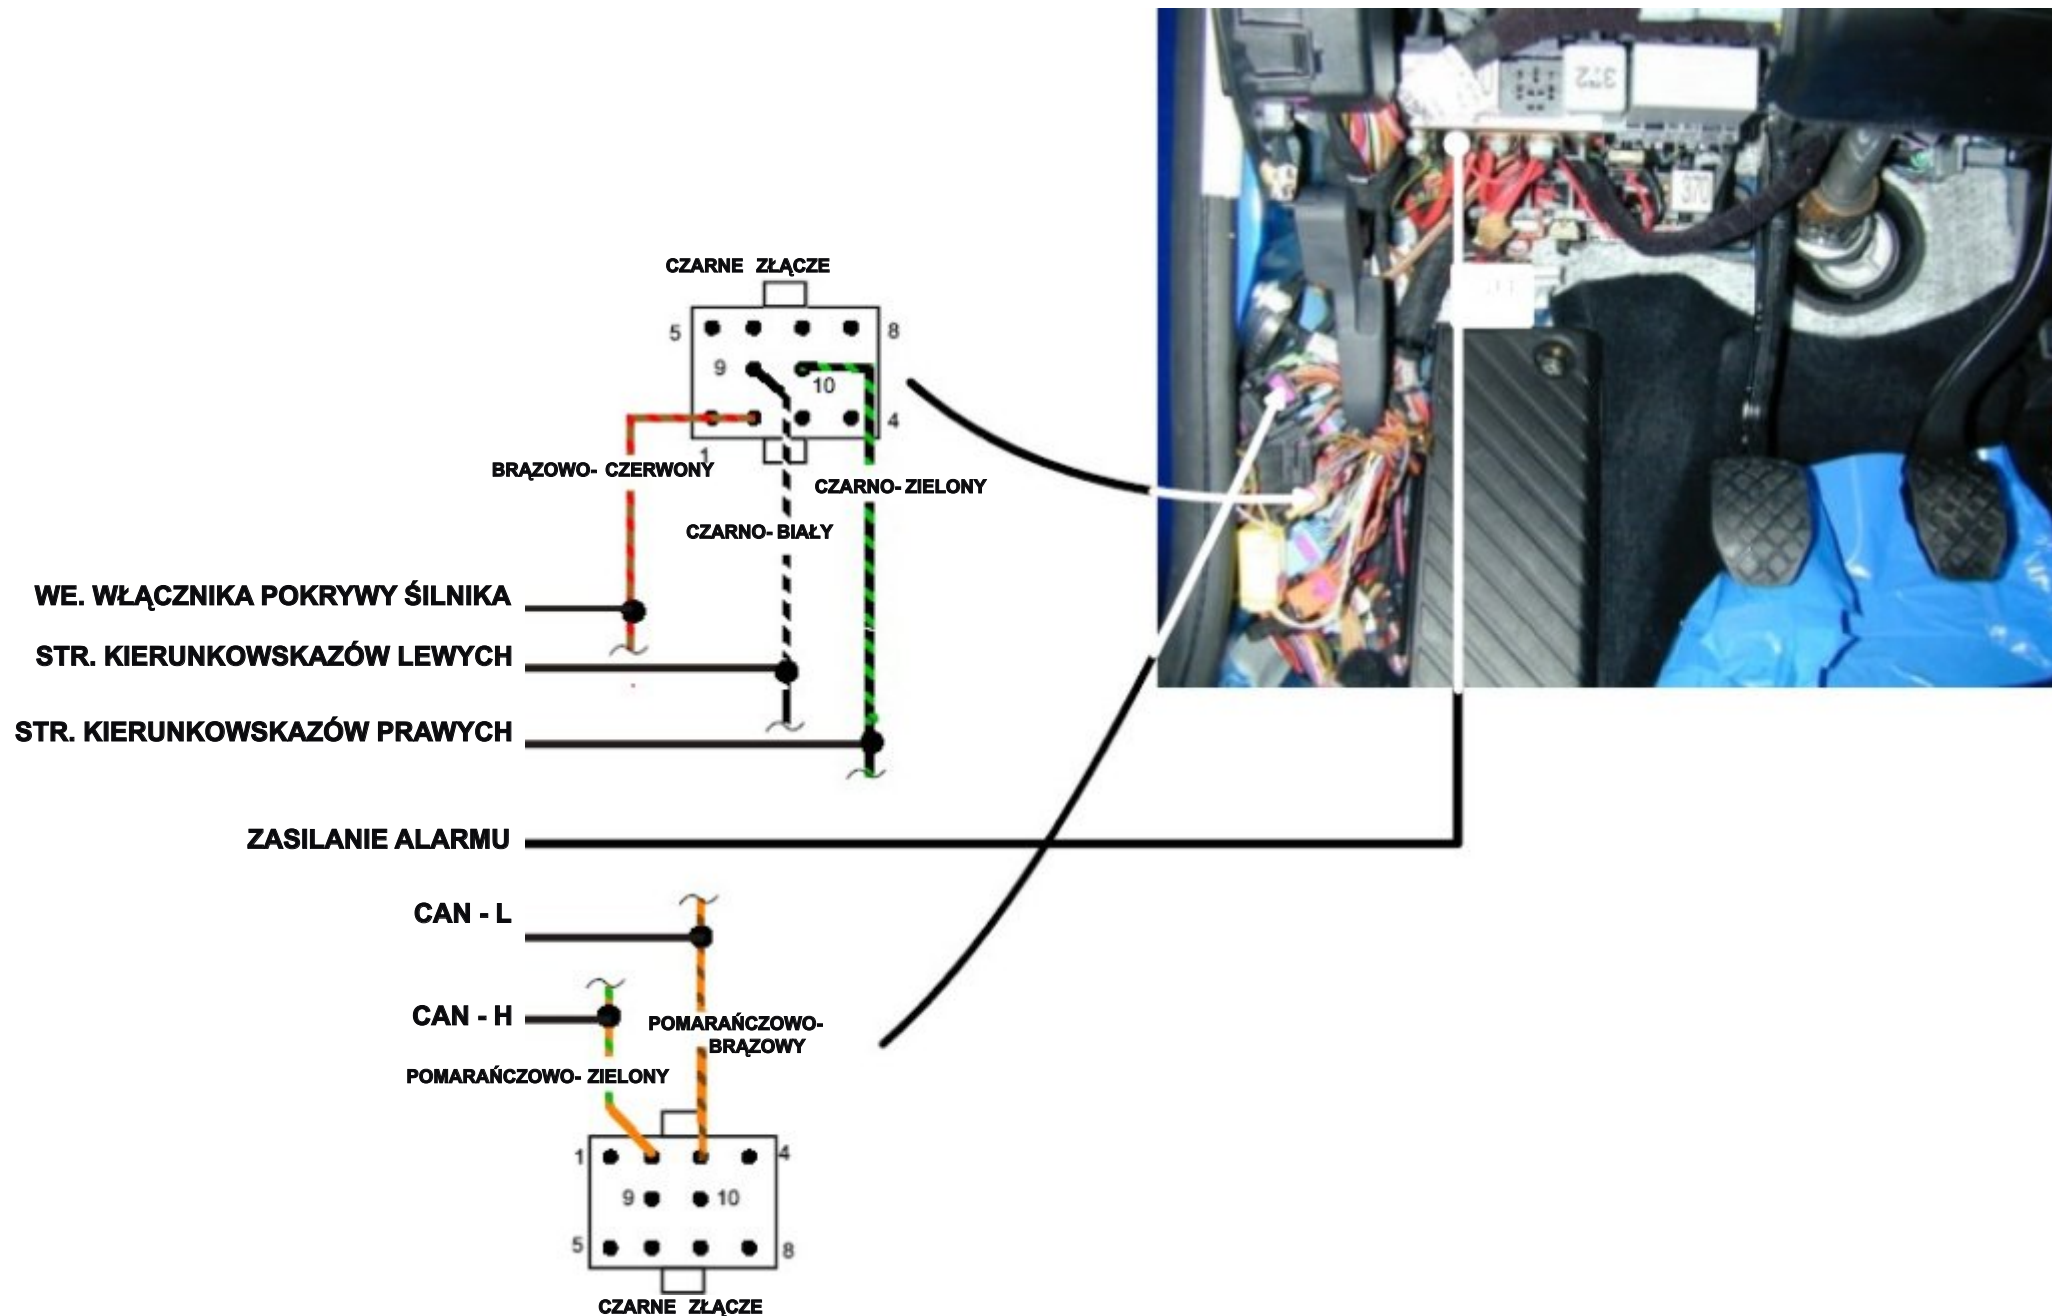 CZARNE ZŁĄCZE
5
8
9
10
4
1
BRĄZOWO- CZERWONY
CZARNO- ZIELONY
CZARNO- BIAŁY
WE. WŁĄCZNIKA POKRYWY ŚILNIKA
STR. KIERUNKOWSKAZÓW LEWYCH
STR. KIERUNKOWSKAZÓW PRAWYCH
ZASILANIE ALARMU
CAN - L
CAN - H
POMARAŃCZOWO-
BRĄZOWY
POMARAŃCZOWO- ZIELONY
1
4
9
10
5
8
CZARNE ZŁĄCZE
370